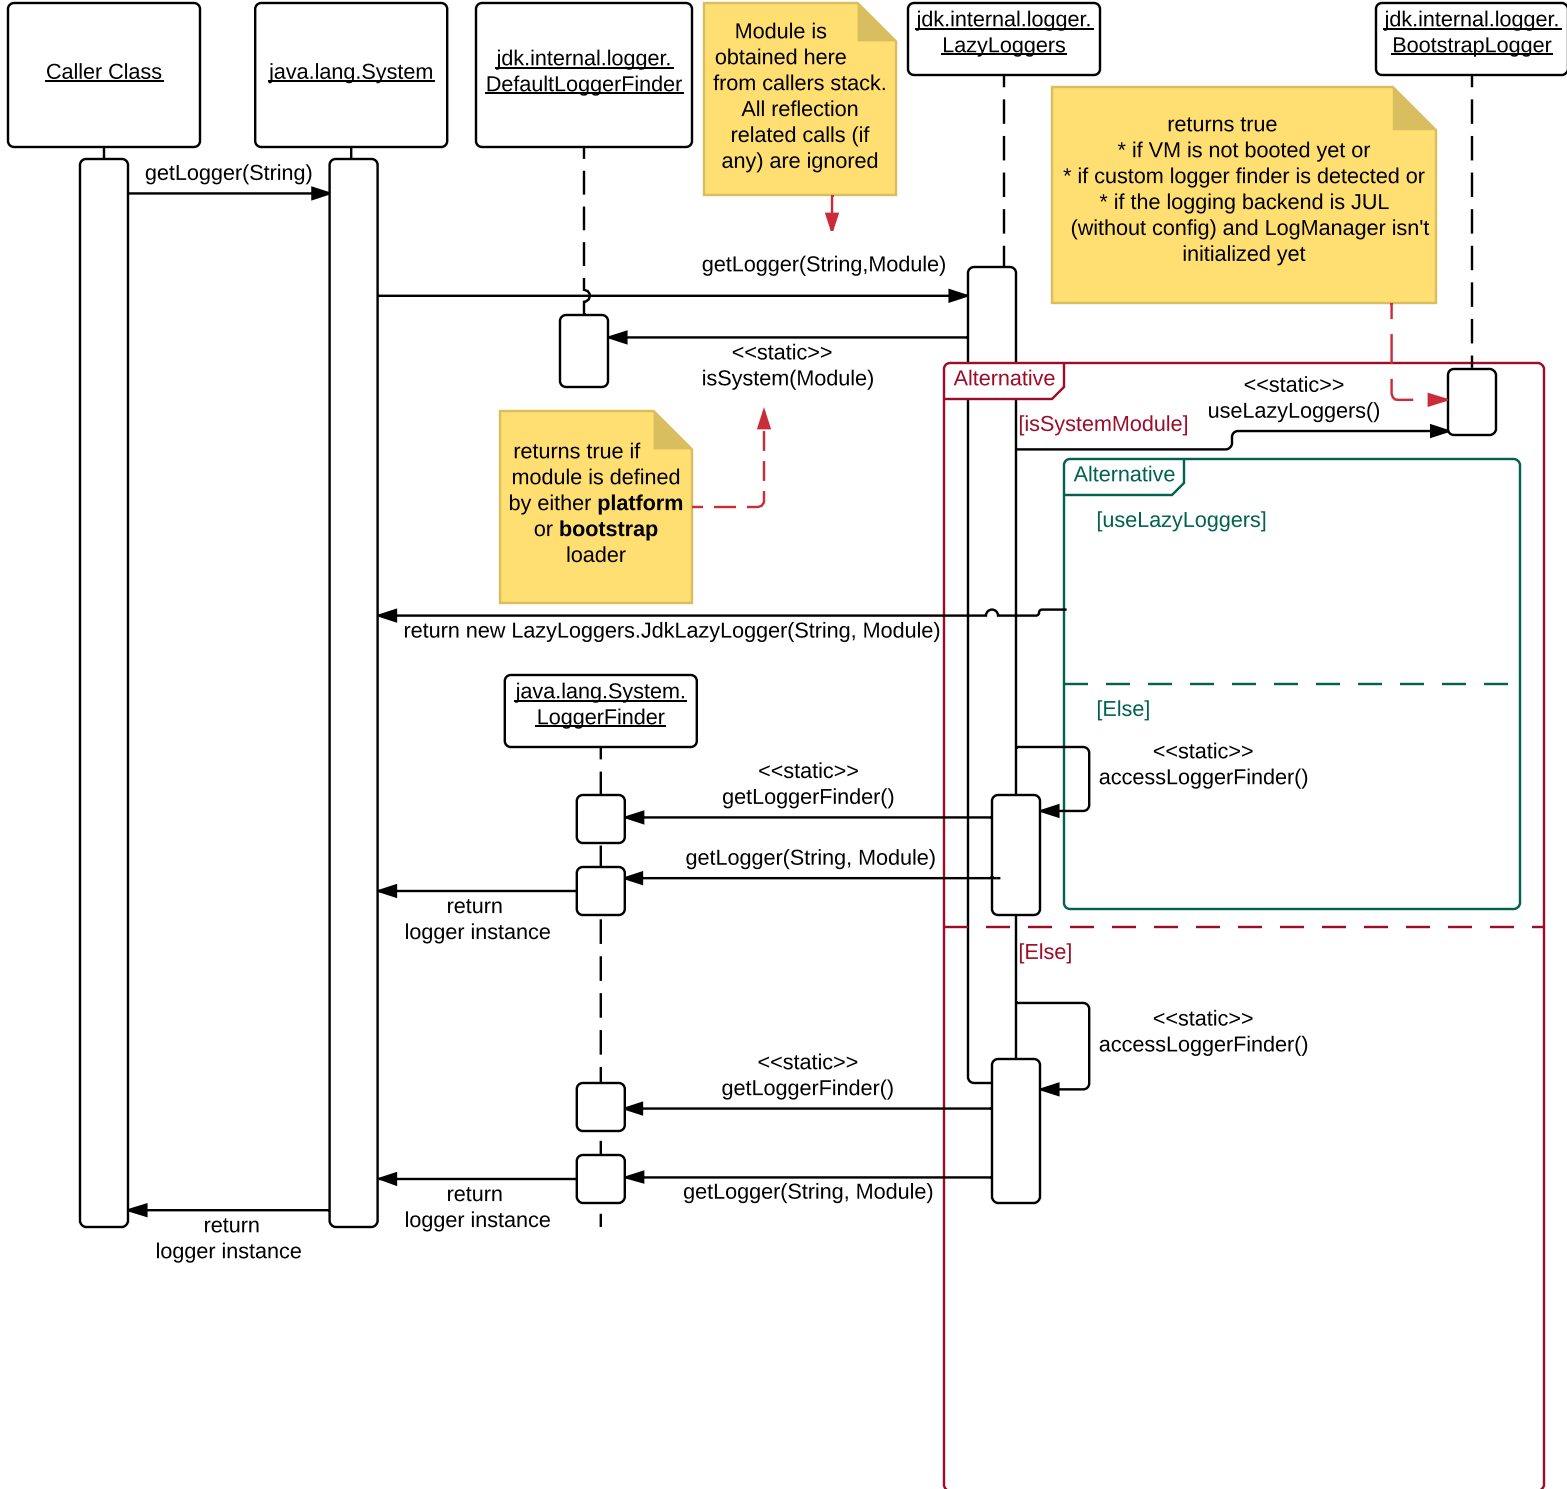 Caller Class
java.lang.System
jdk.internal.logger.
DefaultLoggerFinder
Module is
obtained here
from callers stack.
All reflection
related calls (if
any) are ignored
jdk.internal.logger.
LazyLoggers
jdk.internal.logger.
BootstrapLogger
returns true
* if VM is not booted yet or
* if custom logger finder is detected or
* if the logging backend is JUL
(without config) and LogManager isn't
initialized yet
getLogger(String)
getLogger(String,Module)
<<static>>
isSystem(Module)
Alternative
[isSystemModule]
<<static>>
useLazyLoggers()
returns true if
module is defined
by either platform
or bootstrap
loader
Alternative
[useLazyLoggers]
return new LazyLoggers.JdkLazyLogger(String, Module)
java.lang.System.
LoggerFinder
[Else]
<<static>>
accessLoggerFinder()
<<static>>
getLoggerFinder()
getLogger(String, Module)
return
logger instance
[Else]
<<static>>
accessLoggerFinder()
<<static>>
getLoggerFinder()
getLogger(String, Module)
return
logger instance
return
logger instance